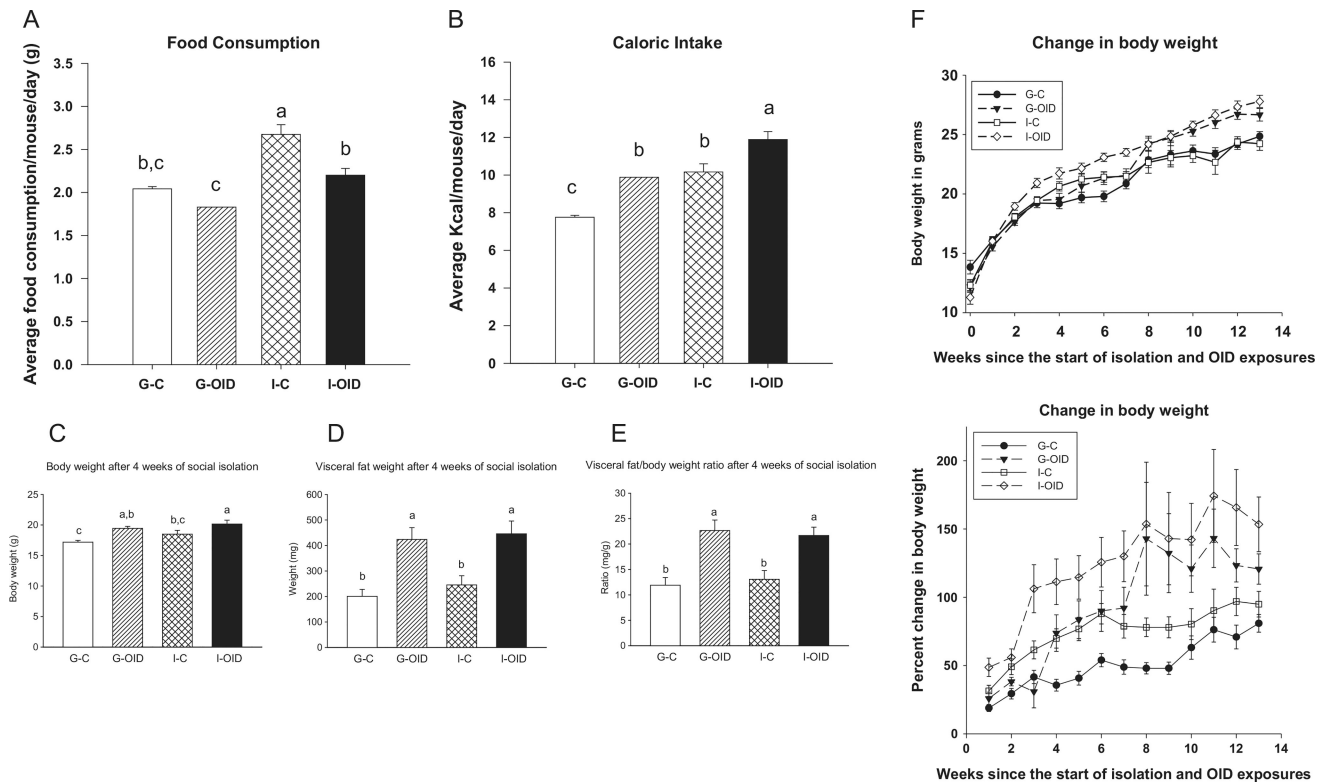 A
Food Consumption
Average food consumption/mouse/day (g)
3.5
3.0
2.5
2.0
1.5
1.0
0.5
0.0
b,c
c
a
b
G-C
G-OID
I-C
I-OID
B
Caloric Intake
Average Kcal/mouse/day
16
14
12
10
8
6
4
2
0
c
b
b
a
G-C
G-OID
I-C
I-OID
C
Body weight after 4 weeks of social isolation
Body weight (g)
25
20
15
10
5
0
c
a,b
b,c
a
G-C
G-OID
I-C
I-OID
D
Visceral fat weight after 4 weeks of social isolation
Weight (mg)
600
500
400
300
200
100
0
b
a
b
a
G-C
G-OID
I-C
I-OID
E
Visceral fat/body weight ratio after 4 weeks of social isolation
Ratio (mg/g)
30
25
20
15
10
5
0
b
a
b
a
G-C
G-OID
I-C
I-OID
F
Change in body weight
Body weight in grams
30
25
20
15
10
G-C
G-OID
I-C
I-OID
0 2 4 6 8 10 12 14
Weeks since the start of isolation and OID exposures
Change in body weight
Percent change in body weight
200
150
100
50
0
G-C
G-OID
I-C
I-OID
0 2 4 6 8 10 12 14
Weeks since the start of isolation and OID exposures